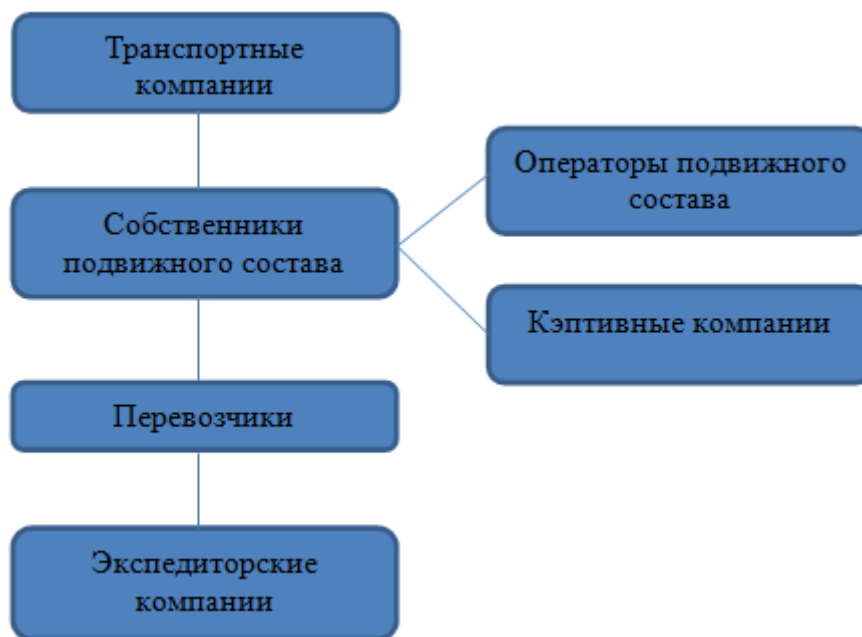 Транспортные
компании
Операторы подвижного
состава
Собственники
подвижного состава
Кэптивные компании
Перевозчики
Экспедиторские
компании